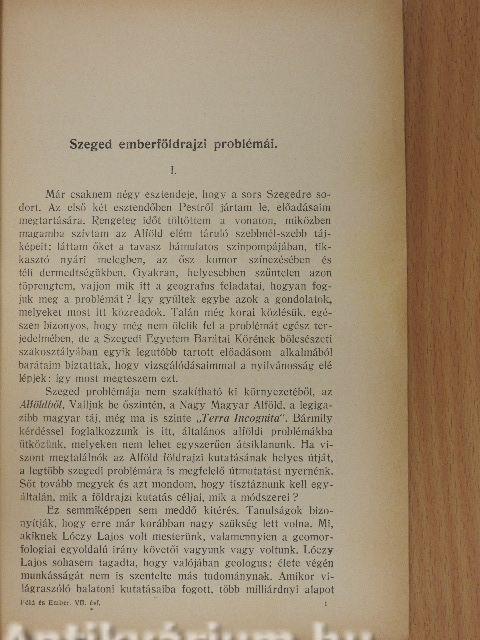 Szeged emberföldrajzi problémái.
I.
Már csaknem négy esztendeje, hogy a sors Szegedre so-
dort. Az első két esztendőben Pestről jártam le, előadásaim
megtartására. Rengeteg időt töltöttem a vonaton, miközben
magamba szívtam az Alföld elém táruló szebbnél-szebb táj-
képeit: láttam őket a tavasz bámulatos színpompájában, tik-
kasztó nyári melegben, az ősz komor színezésében és
téli dermedtségükben. Gyakran, helyesebben szüntelen azon
töprengtem, vajjon mik itt a geografus feladatai, hogyan fog-
juk meg a problémát? Így gyűltek egybe azok a gondolatok,
melyeket most itt közreadok. Talán még korai közlésük, egé-
szen bizonyos, hogy még nem ölelik fel a problémát egész ter-
jedelmében, de a Szegedi Egyetem Barátai Körének bölcsészeti
szakosztályában egyik legutóbb tartott előadásom alkalmából
barátaim biztattak, hogy vizsgálódásaimmal a nyilvánosság elé
lépjek: így most megteszem ezt.
Szeged problémája nem szakítható ki környezetéből, az
Alföldből. Valljuk be őszintén, a Nagy Magyar Alföld, a legiga-
zibb magyar táj, még ma is szinte „Terra Incognita". Bármily
kérdéssel foglalkozzunk is itt, általános alföldi problémákba
ütközünk, melyeken nem lehet egyszerűen átsiklanunk. Ha vi-
szont megtalálnók az Alföld földrajzi kutatásának helyes útját,
a legtöbb szegedi problémára is megfelelő útmutatást nyernénk.
Sőt tovább megyek és azt mondom, hogy tisztáznunk kell egy-
általán, mik a földrajzi kutatás céljai, mik a módszerei?
Ez semmiképpen sem meddő kitérés. Tanulságok bizo-
nyítják, hogy erre már korábban nagy szükség lett volna. Mi,
akiknek Lóczy Lajos volt mesterünk, valamennyien a geomor-
fologiai egyoldalú irány követői vagyunk vagy voltunk. Lóczy
Lajos sohasem tagadta, hogy valójában geologus; élete végén
munkásságát nem is szentelte más tudománynak. Amikor vi-
lágraszóló balatoni kutatásaiba fogott, több milliárdnyi alapot
Föld és Ember. VII. évf.
1
Antikvárium.hu